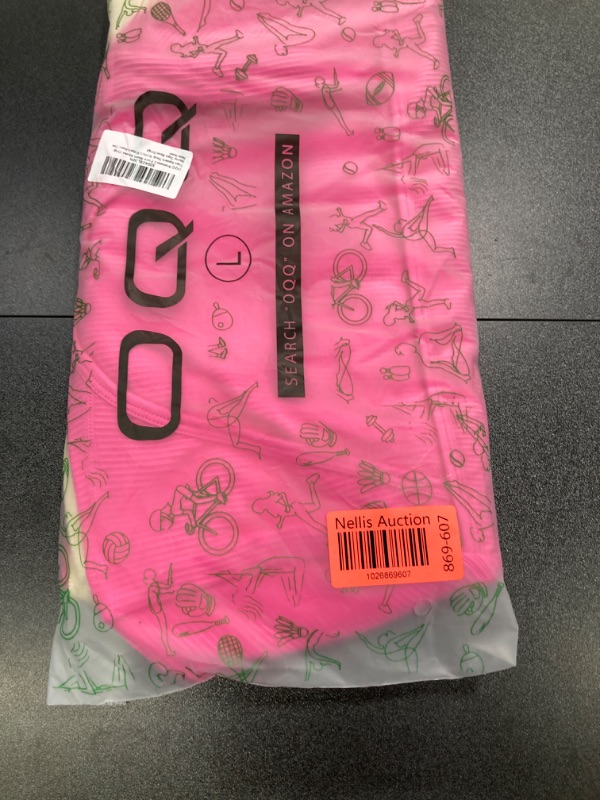 OQQ
L
SEARCH "OQQ" ON AMAZON
Nellis Auction
1026869607
869-607